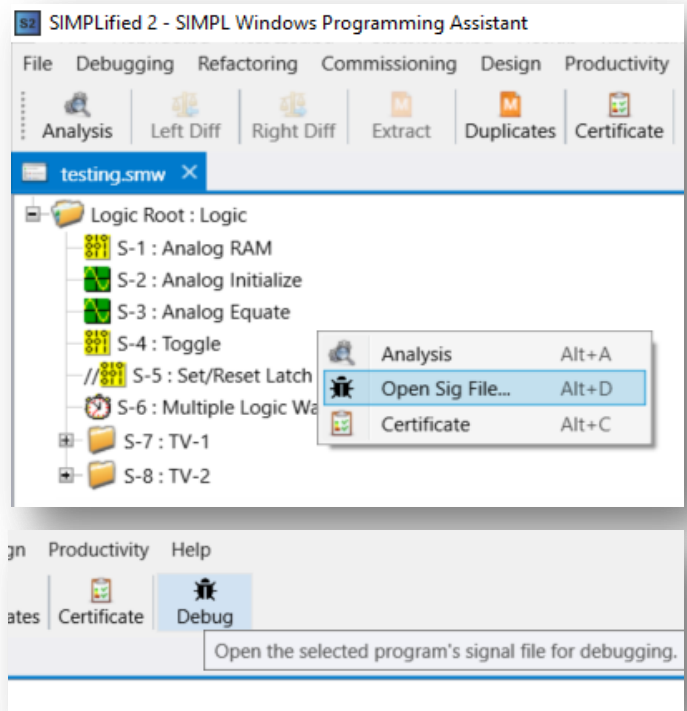 S2 SIMPLified 2 - SIMPL Windows Programming Assistant
File Debugging Refactoring Commissioning Design Productivity
Analysis Left Diff Right Diff Extract Duplicates Certificate
testing.smw
Logic Root : Logic
S-1 : Analog RAM
S-2 : Analog Initialize
S-3 : Analog Equate
S-4 : Toggle
//S-5 : Set/Reset Latch
S-6 : Multiple Logic Wa
S-7 : TV-1
S-8 : TV-2
Analysis Alt+A
Open Sig File... Alt+D
Certificate Alt+C
gn Productivity Help
ates Certificate Debug
Open the selected program's signal file for debugging.